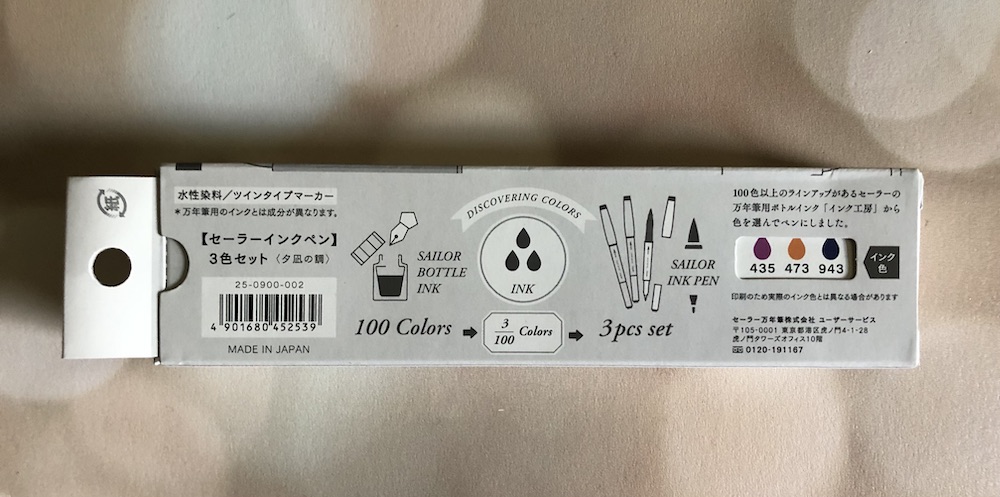 紙
水性染料/ツインタイプマーカー
*万年筆用のインクとは成分が異なります。
【セーラーインクペン】
3色セット〈夕凪の調〉
25-0900-002
4 901680 452539
MADE IN JAPAN
SAILOR
BOTTLE
INK
DISCOVERING COLORS
INK
SAILOR
INK PEN
100 Colors
3/100 Colors
3pcs set
100色以上のラインアップがあるセーラーの
万年筆用ボトルインク「インク工房」から
色を選んでペンにしました。
435 473 943
インク
色
印刷のため実際のインク色とは異なる場合があります
セーラー万年筆株式会社 ユーザーサービス
〒105-0001 東京都港区虎ノ門4-1-28
虎ノ門タワーズオフィス10階
0120-191167